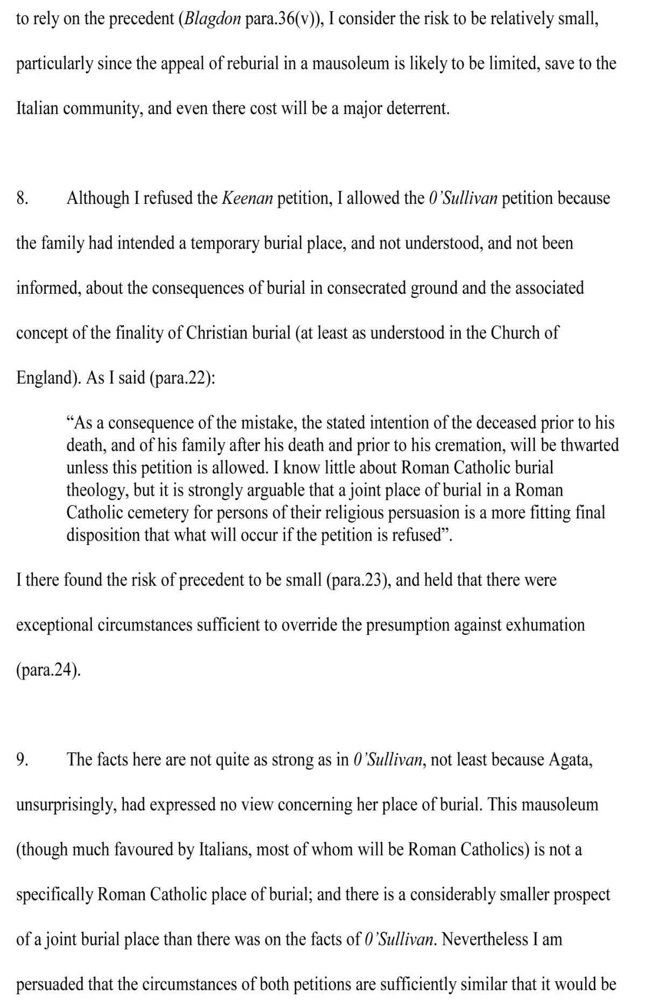 to rely on the precedent (Blagdon para.36(v)), I consider the risk to be relatively small,
particularly since the appeal of reburial in a mausoleum is likely to be limited, save to the
Italian community, and even there cost will be a major deterrent.
8. Although I refused the Keenan petition, I allowed the 0’Sullivan petition because
the family had intended a temporary burial place, and not understood, and not been
informed, about the consequences of burial in consecrated ground and the associated
concept of the finality of Christian burial (at least as understood in the Church of
England). As I said (para.22):
“As a consequence of the mistake, the stated intention of the deceased prior to his
death, and of his family after his death and prior to his cremation, will be thwarted
unless this petition is allowed. I know little about Roman Catholic burial
theology, but it is strongly arguable that a joint place of burial in a Roman
Catholic cemetery for persons of their religious persuasion is a more fitting final
disposition that what will occur if the petition is refused”.
I there found the risk of precedent to be small (para.23), and held that there were
exceptional circumstances sufficient to override the presumption against exhumation
(para.24).
9. The facts here are not quite as strong as in 0’Sullivan, not least because Agata,
unsurprisingly, had expressed no view concerning her place of burial. This mausoleum
(though much favoured by Italians, most of whom will be Roman Catholics) is not a
specifically Roman Catholic place of burial; and there is a considerably smaller prospect
of a joint burial place than there was on the facts of 0’Sullivan. Nevertheless I am
persuaded that the circumstances of both petitions are sufficiently similar that it would be